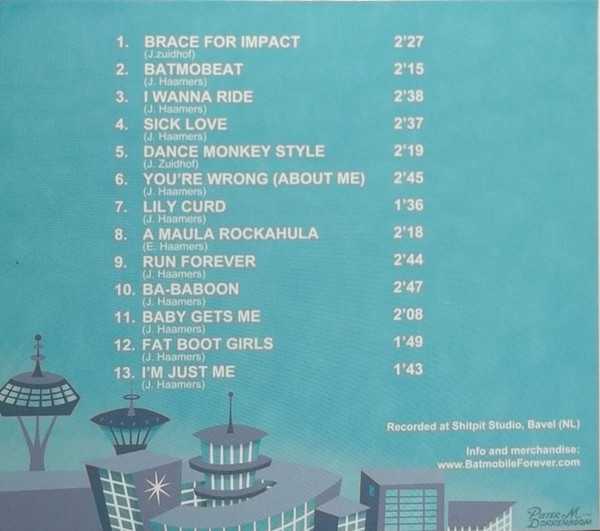 1. BRACE FOR IMPACT 2'27
(J.zuidhof)
2. BATMOBEAT 2'15
(J. Haamers)
3. I WANNA RIDE 2'38
(J. Haamers)
4. SICK LOVE 2'37
(J. Haamers)
5. DANCE MONKEY STYLE 2'19
(J. Zuidhof)
6. YOU'RE WRONG (ABOUT ME) 2'45
(J. Haamers)
7. LILY CURD 1'36
(J. Haamers)
8. A MAULA ROCKAHULA 2'18
(E. Haamers)
9. RUN FOREVER 2'44
(J. Haamers)
10. BA-BABOON 2'47
(J. Haamers)
11. BABY GETS ME 2'08
(J. Haamers)
12. FAT BOOT GIRLS 1'49
(J. Haamers)
13. I'M JUST ME 1'43
(J. Haamers)
Recorded at Shitpit Studio, Bavel (NL)
Info and merchandise:
www.BatmobileForever.com
PIETER M.
DORRENBOOM